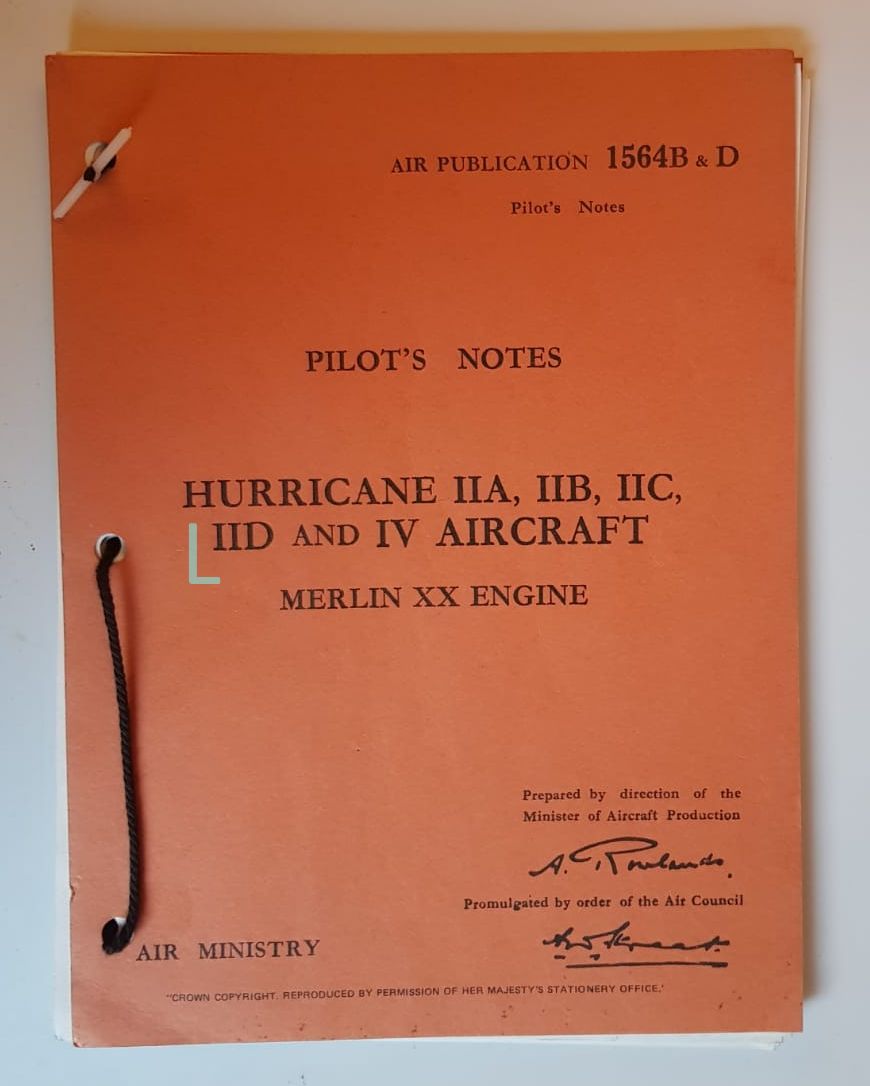 AIR PUBLICATION 1564B & D
Pilot's Notes
PILOT'S NOTES
HURRICANE IIA, IIB, IIC,
IID AND IV AIRCRAFT
MERLIN XX ENGINE
Prepared by direction of the
Minister of Aircraft Production
A. Rowlands.
Promulgated by order of the Air Council
AIR MINISTRY
"CROWN COPYRIGHT. REPRODUCED BY PERMISSION OF HER MAJESTY'S STATIONERY OFFICE.'